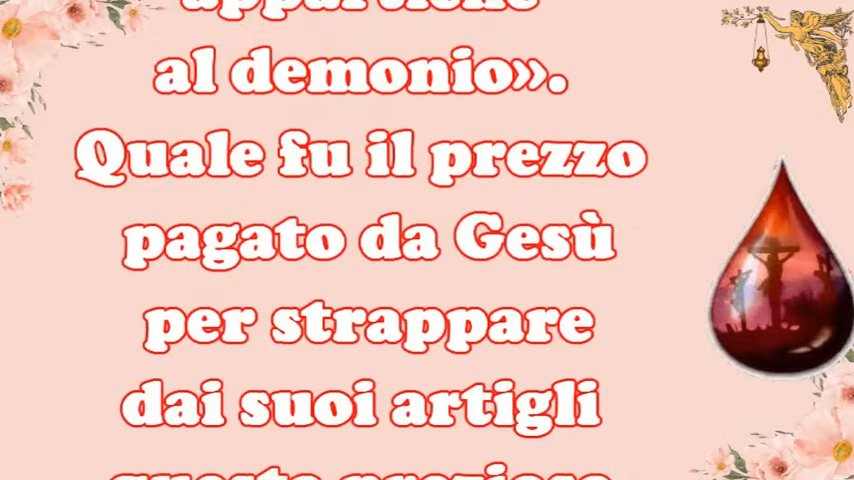 al demonio».
Quale fu il prezzo
pagato da Gesù
per strappare
dai suoi artigli